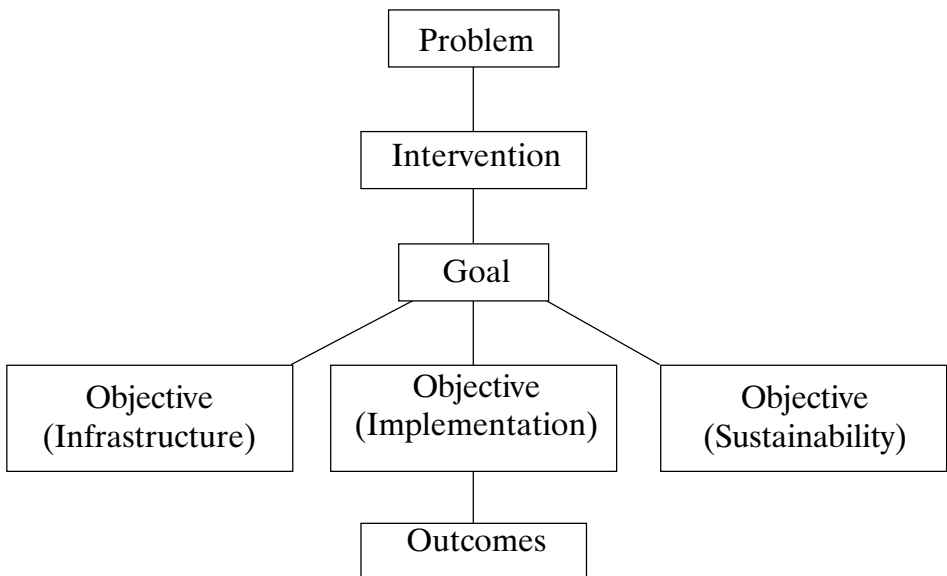 Problem
Intervention
Goal
Objective
(Infrastructure)
Objective
(Implementation)
Objective
(Sustainability)
Outcomes